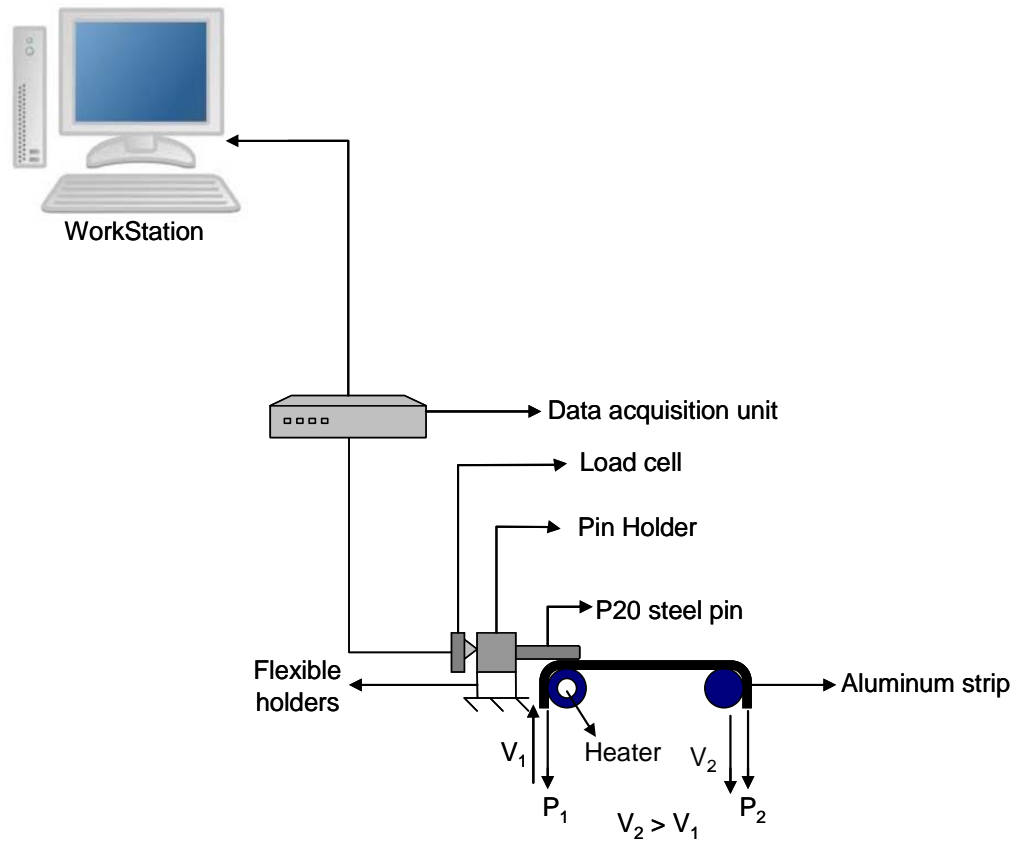 WorkStation
Data acquisition unit
Load cell
Pin Holder
P20 steel pin
Flexible
holders
Aluminum strip
V₁
Heater
V₂
P₁
P₂
V₂ > V₁